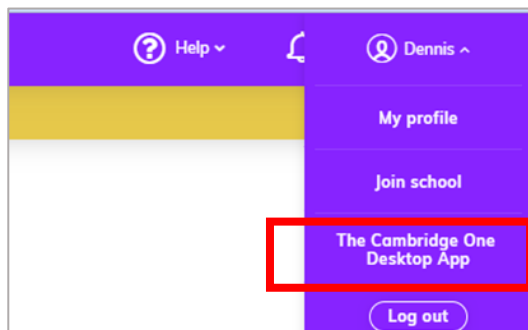 Help
Dennis
My profile
Join school
The Cambridge One
Desktop App
Log out